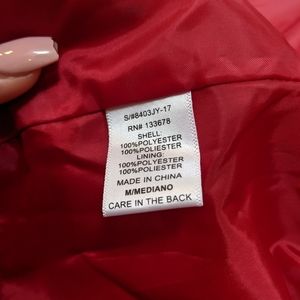 S/#8403JY-17
RN# 133678
SHELL:
100%POLYESTER
100%POLIESTER
LINING:
100%POLYESTER
100%POLIESTER
MADE IN CHINA
M/MEDIANO
CARE IN THE BACK